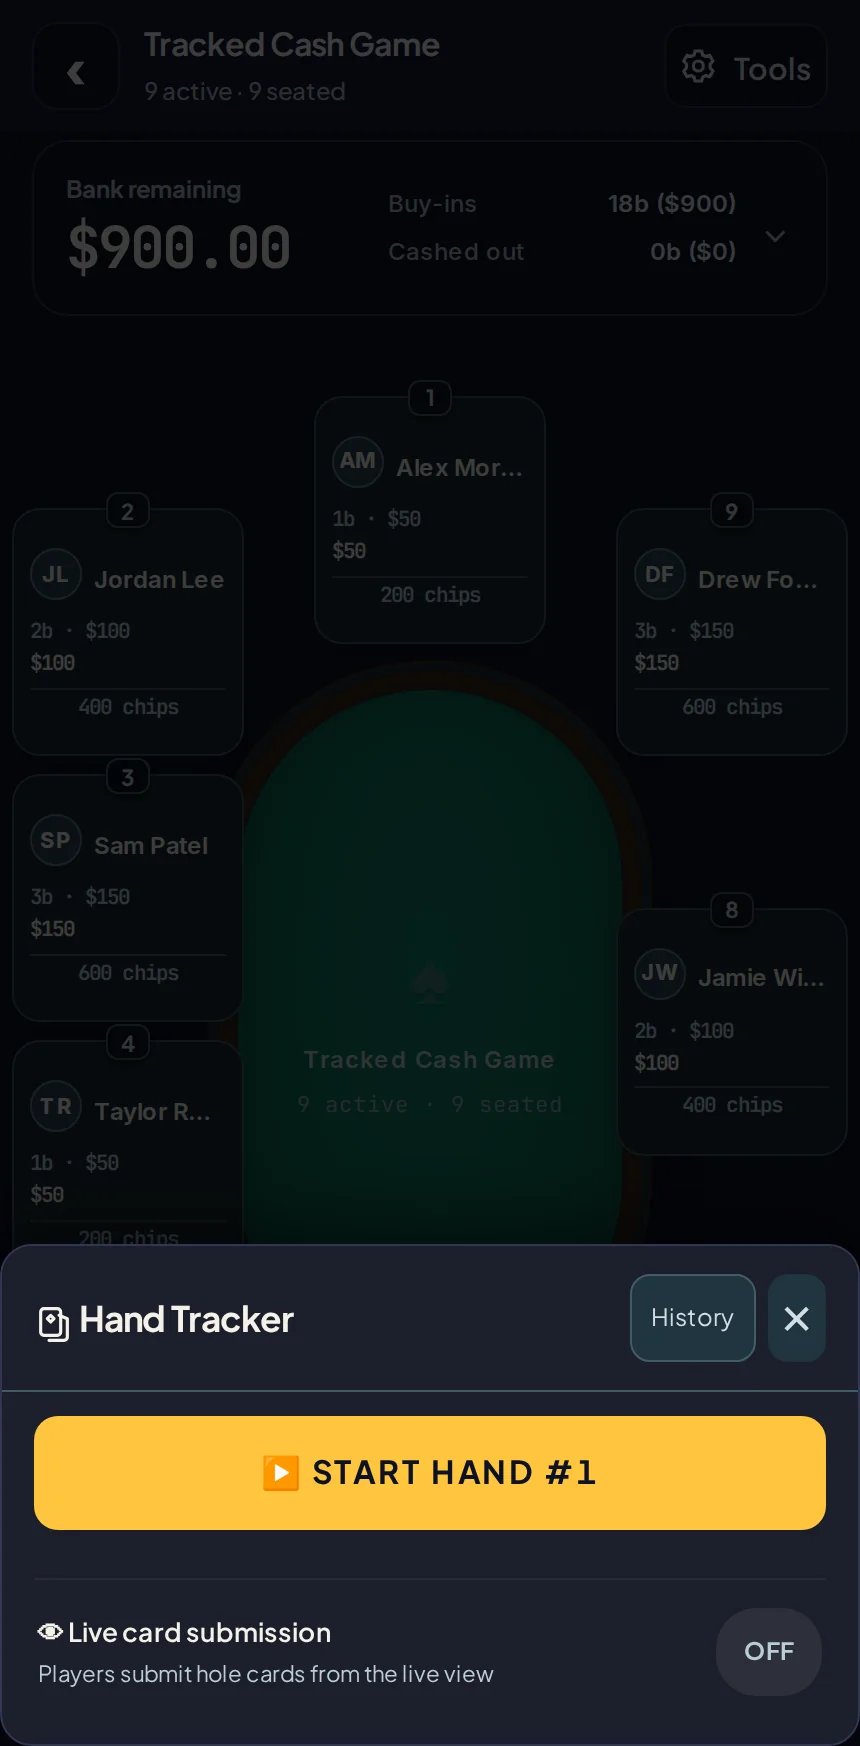 Tracked Cash Game
9 active · 9 seated
Tools
Bank remaining
$900.00
Buy-ins 18b ($900)
Cashed out 0b ($0)
1
AM Alex Mor...
1b · $50
$50
200 chips
2
JL Jordan Lee
2b · $100
$100
400 chips
9
DF Drew Fo...
3b · $150
$150
600 chips
3
SP Sam Patel
3b · $150
$150
600 chips
8
JW Jamie Wi...
2b · $100
$100
400 chips
4
TR Taylor R...
1b · $50
$50
200 chips
Tracked Cash Game
9 active · 9 seated
Hand Tracker
History
START HAND #1
Live card submission
Players submit hole cards from the live view
OFF